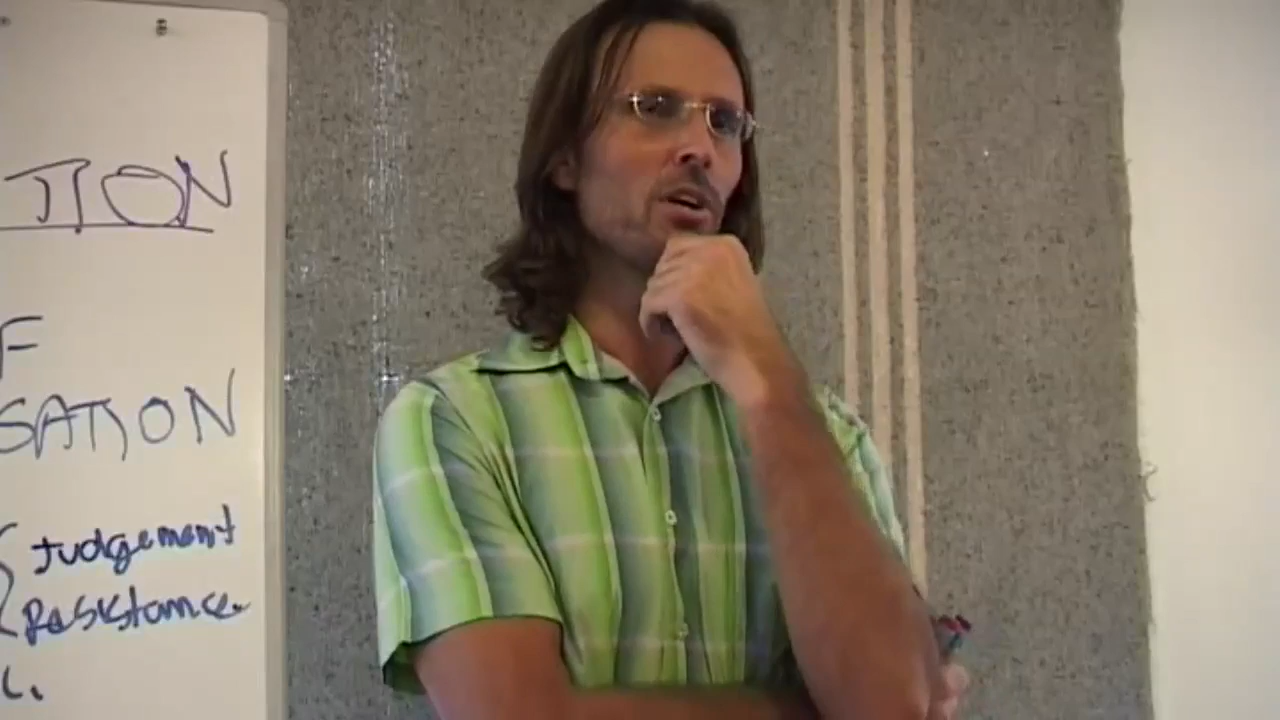 TION
F
SATION
Judgement
Resistance.
L.